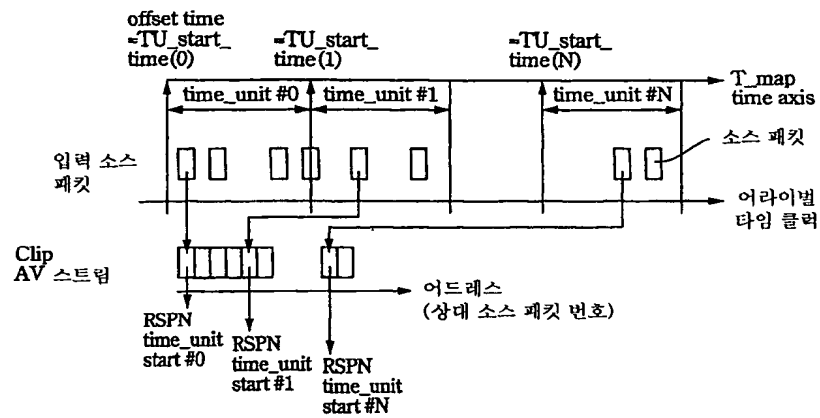 offset time
=TU_start_
time(0)
=TU_start_
time(1)
=TU_start_
time(N)
T_map
time axis
time_unit #0
time_unit #1
time_unit #N
소스 패킷
입력 소스
패킷
어라이벌
타임 클럭
Clip
AV 스트림
어드레스
(상대 소스 패킷 번호)
RSPN
time_unit
start #0
RSPN
time_unit
start #1
RSPN
time_unit
start #N